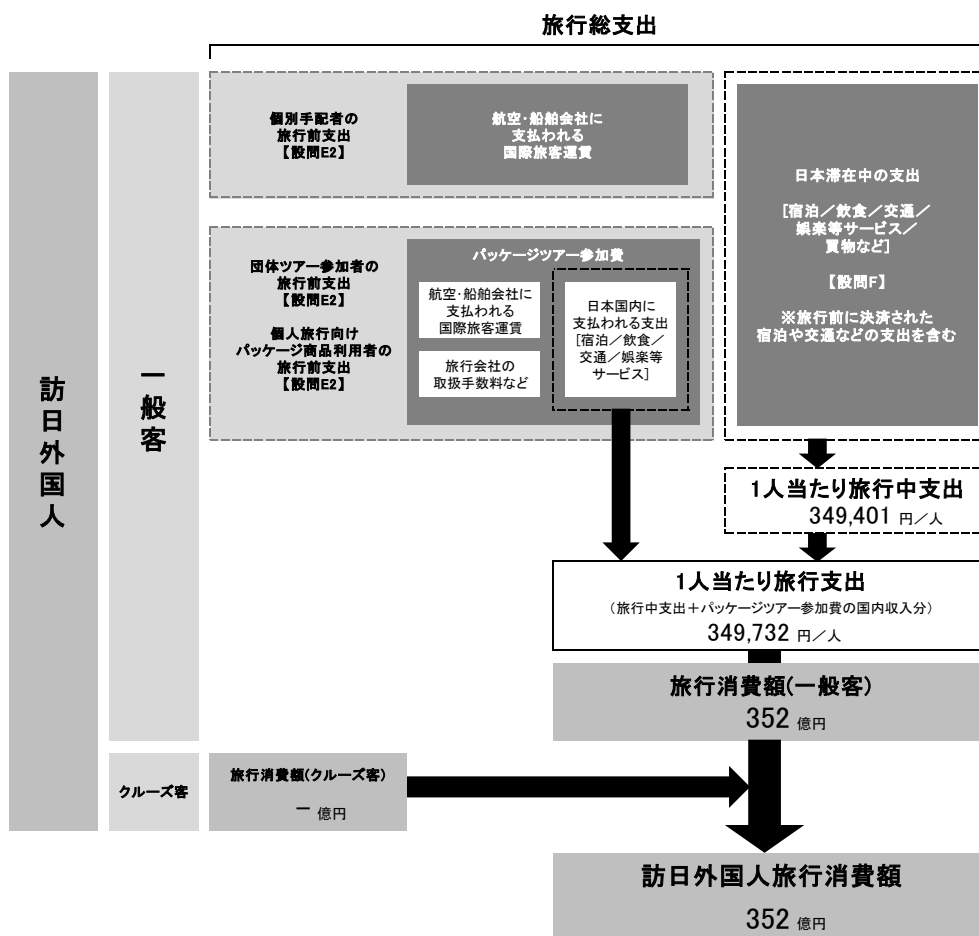 旅行総支出
訪日外国人
一般客
個別手配者の
旅行前支出
【設問E2】
航空・船舶会社に
支払われる
国際旅客運賃
団体ツアー参加者の
旅行前支出
【設問E2】
個人旅行向け
パッケージ商品利用者の
旅行前支出
【設問E2】
パッケージツアー参加費
航空・船舶会社に
支払われる
国際旅客運賃
旅行会社の
取扱手数料など
日本国内に
支払われる支出
[宿泊／飲食／
交通／娯楽等
サービス]
日本滞在中の支出
[宿泊／飲食／交通／
娯楽等サービス／
買物など]
【設問F】
※旅行前に決済された
宿泊や交通などの支出を含む
1人当たり旅行中支出
349,401 円／人
1人当たり旅行支出
（旅行中支出＋パッケージツアー参加費の国内収入分）
349,732 円／人
旅行消費額(一般客)
352 億円
クルーズ客
旅行消費額(クルーズ客)
－ 億円
訪日外国人旅行消費額
352 億円